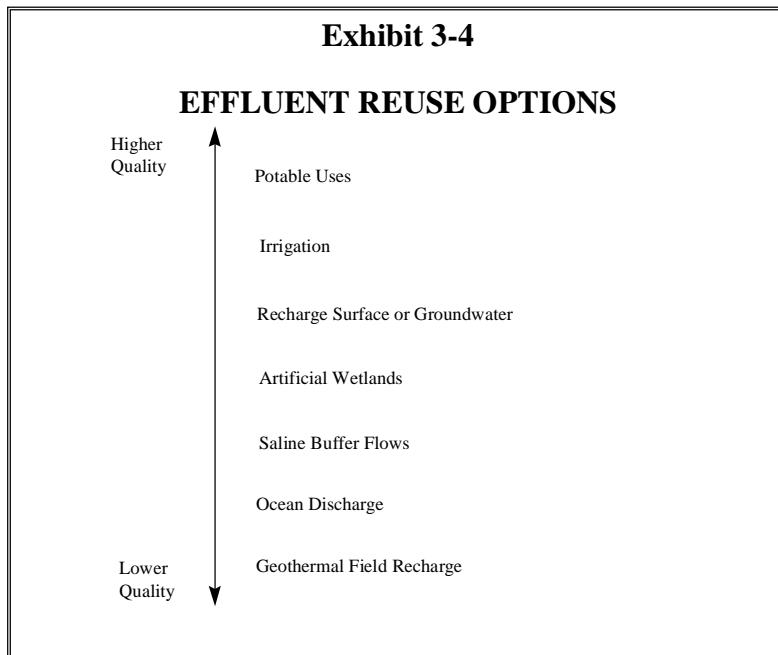 Exhibit 3-4
EFFLUENT REUSE OPTIONS
Higher
Quality
Potable Uses
Irrigation
Recharge Surface or Groundwater
Artificial Wetlands
Saline Buffer Flows
Ocean Discharge
Geothermal Field Recharge
Lower
Quality